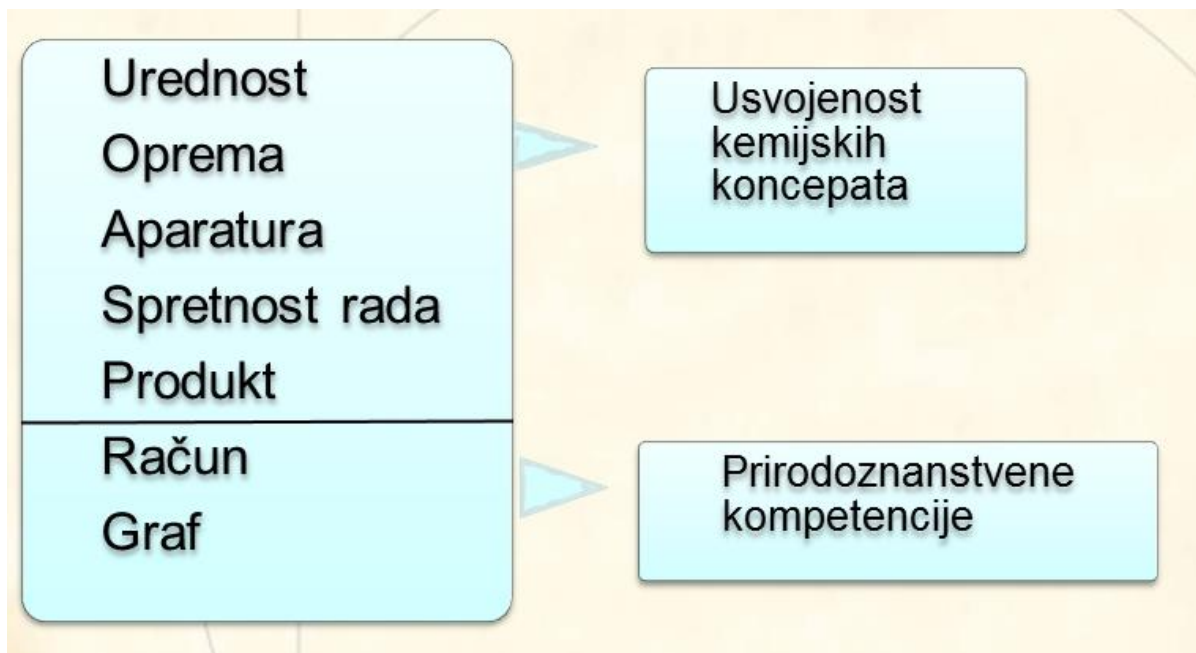 Urednost
Oprema
Aparatura
Spretnost rada
Produkt
Račun
Graf
Usvojenost
kemijskih
koncepata
Prirodoznanstvene
kompetencije